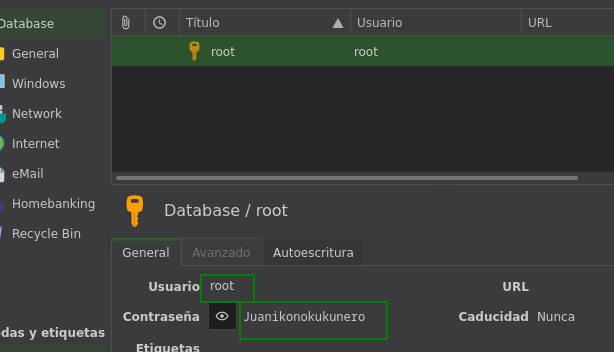 Database
Título Usuario URL
root root
General
Windows
Network
Internet
eMail
Homebanking
Recycle Bin
Database / root
General Avanzado Autoescritura
Usuario root URL
Contraseña Juanikonokukunero Caducidad Nunca
das y etiquetas
Etiquetas